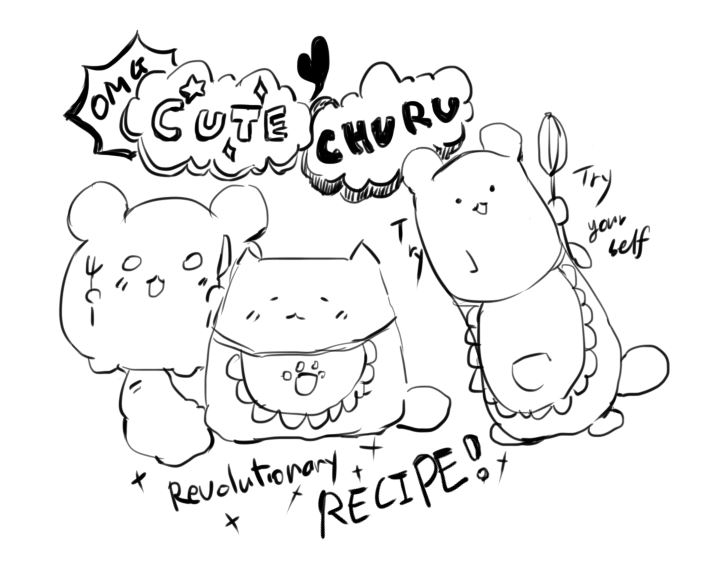 OMG
CUTE
CHURU
Try
Try
your
self
Revolutionary
RECIPE!